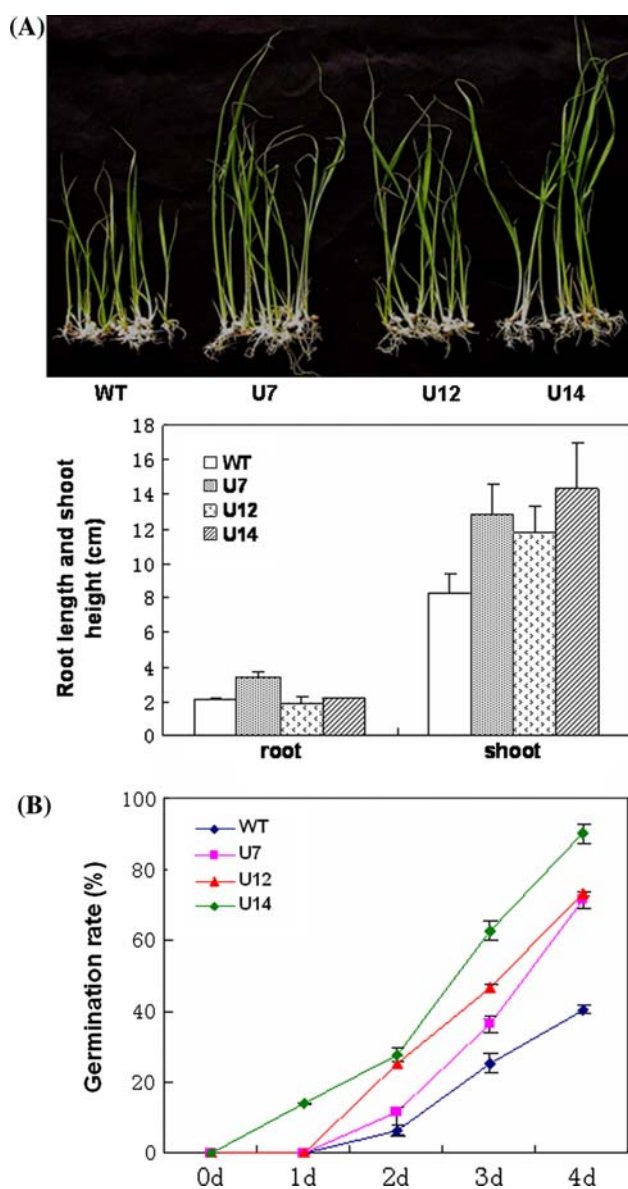 (A)
WT U7 U12 U14
18
16
14
12
10
8
6
4
2
0
Root length and shoot
height (cm)
WT
U7
U12
U14
root shoot
(B)
100
80
60
40
20
0
Germination rate (%)
WT
U7
U12
U14
0d 1d 2d 3d 4d